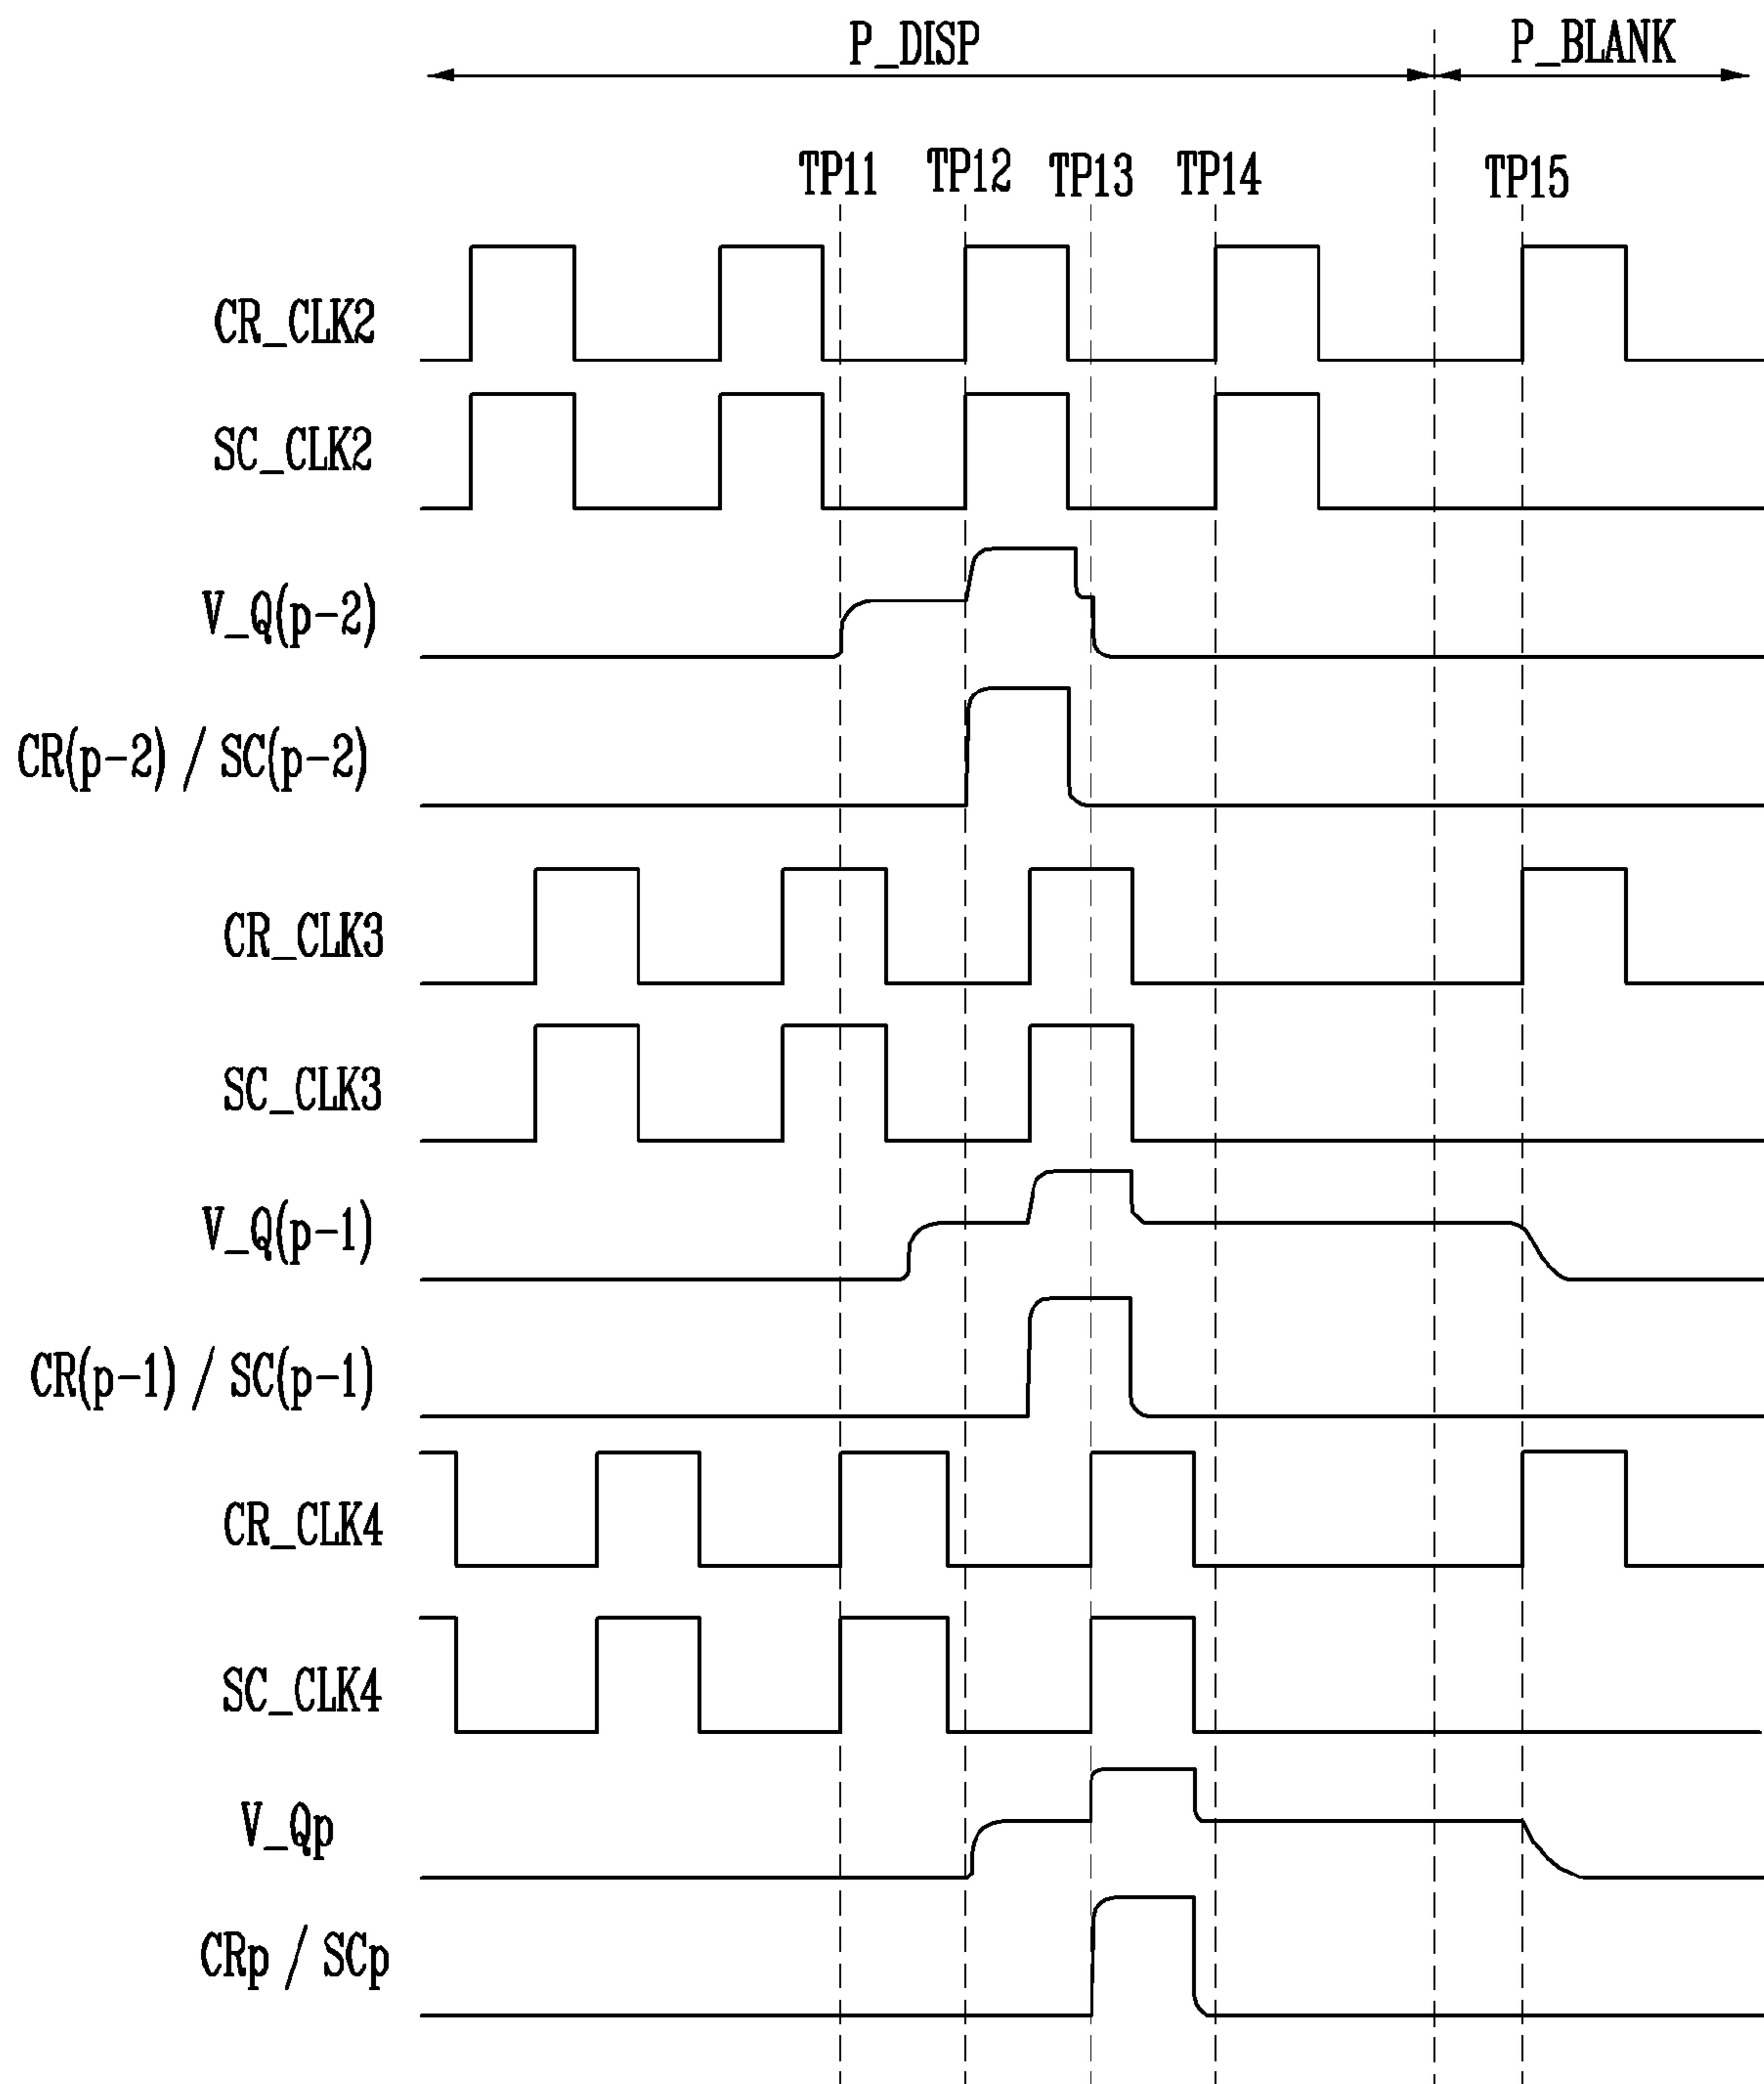 P_DISP P_BLANK
TP11 TP12 TP13 TP14 TP15
CR_CLK2
SC_CLK2
V_Q(p-2)
CR(p-2) / SC(p-2)
CR_CLK3
SC_CLK3
V_Q(p-1)
CR(p-1) / SC(p-1)
CR_CLK4
SC_CLK4
V_Qp
CRp / SCp